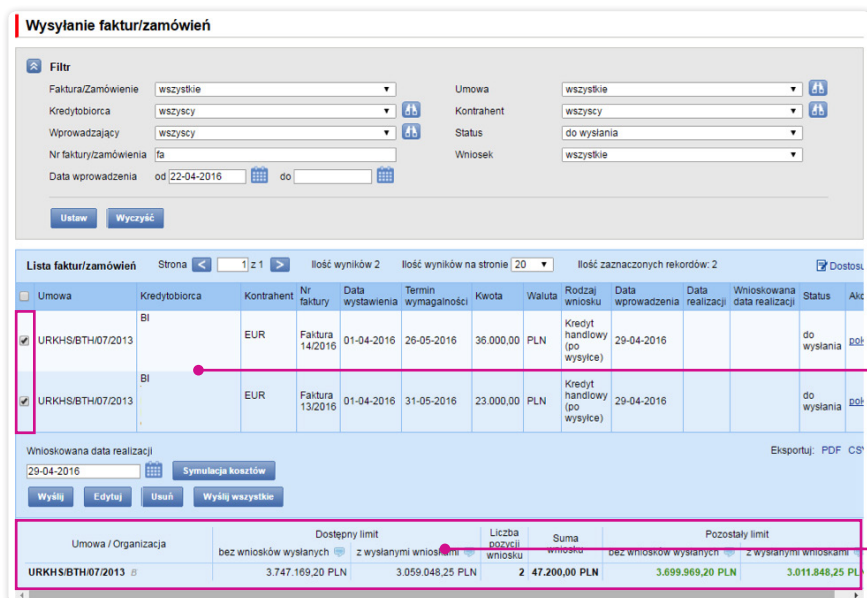 Wysyłanie faktur/zamówień
Filtr
Faktura/Zamówienie wszystkie Umowa wszystkie
Kredytobiorca wszyscy Kontrahent wszyscy
Wprowadzający wszyscy Status do wysłania
Nr faktury/zamówienia fa Wniosek wszystkie
Data wprowadzenia od 22-04-2016 do
Ustaw Wyczyść
Lista faktur/zamówień Strona < 1 z 1 > Ilość wyników 2 Ilość wyników na stronie 20 Ilość zaznaczonych rekordów: 2 Dostosu
Umowa Kredytobiorca Kontrahent Nr faktury Data wystawienia Termin wymagalności Kwota Waluta Rodzaj wniosku Data wprowadzenia Data realizacji Wnioskowana data realizacji Status Akc
URKHS/BTH/07/2013 BI EUR Faktura 14/2016 01-04-2016 26-05-2016 36.000,00 PLN Kredyt handlowy (po wysyłce) 29-04-2016 do wysłania
URKHS/BTH/07/2013 BI EUR Faktura 13/2016 01-04-2016 31-05-2016 23.000,00 PLN Kredyt handlowy (po wysyłce) 29-04-2016 do wysłania
Wnioskowana data realizacji Eksportuj: PDF CSV
29-04-2016 Symulacja kosztów
Wyślij Edytuj Usuń Wyślij wszystkie
Umowa / Organizacja Dostępny limit Liczba pozycji wniosku Suma wniosku Pozostały limit
bez wniosków wysłanych z wysłanymi wnioskami bez wniosków wysłanych z wysłanymi wnioskami
URKHS/BTH/07/2013 B 3.747.169,20 PLN 3.059.048,25 PLN 2 47.200,00 PLN 3.699.969,20 PLN 3.011.848,25 PLN